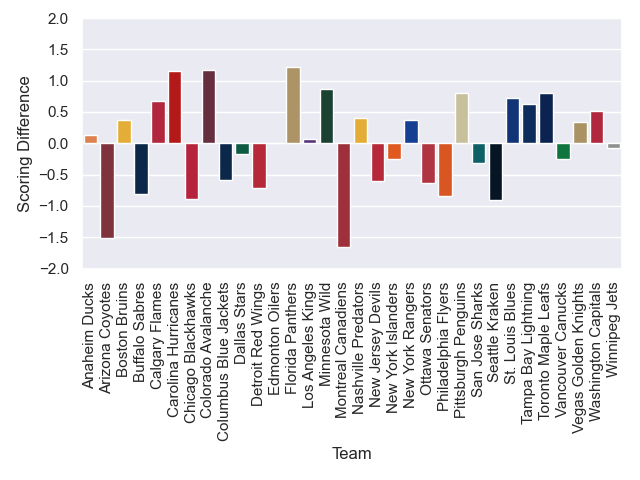 2.0
1.5
1.0
0.5
0.0
−0.5
−1.0
−1.5
−2.0
Scoring Difference
Anaheim Ducks
Arizona Coyotes
Boston Bruins
Buffalo Sabres
Calgary Flames
Carolina Hurricanes
Chicago Blackhawks
Colorado Avalanche
Columbus Blue Jackets
Dallas Stars
Detroit Red Wings
Edmonton Oilers
Florida Panthers
Los Angeles Kings
Minnesota Wild
Montreal Canadiens
Nashville Predators
New Jersey Devils
New York Islanders
New York Rangers
Ottawa Senators
Philadelphia Flyers
Pittsburgh Penguins
San Jose Sharks
Seattle Kraken
St. Louis Blues
Tampa Bay Lightning
Toronto Maple Leafs
Vancouver Canucks
Vegas Golden Knights
Washington Capitals
Winnipeg Jets
Team